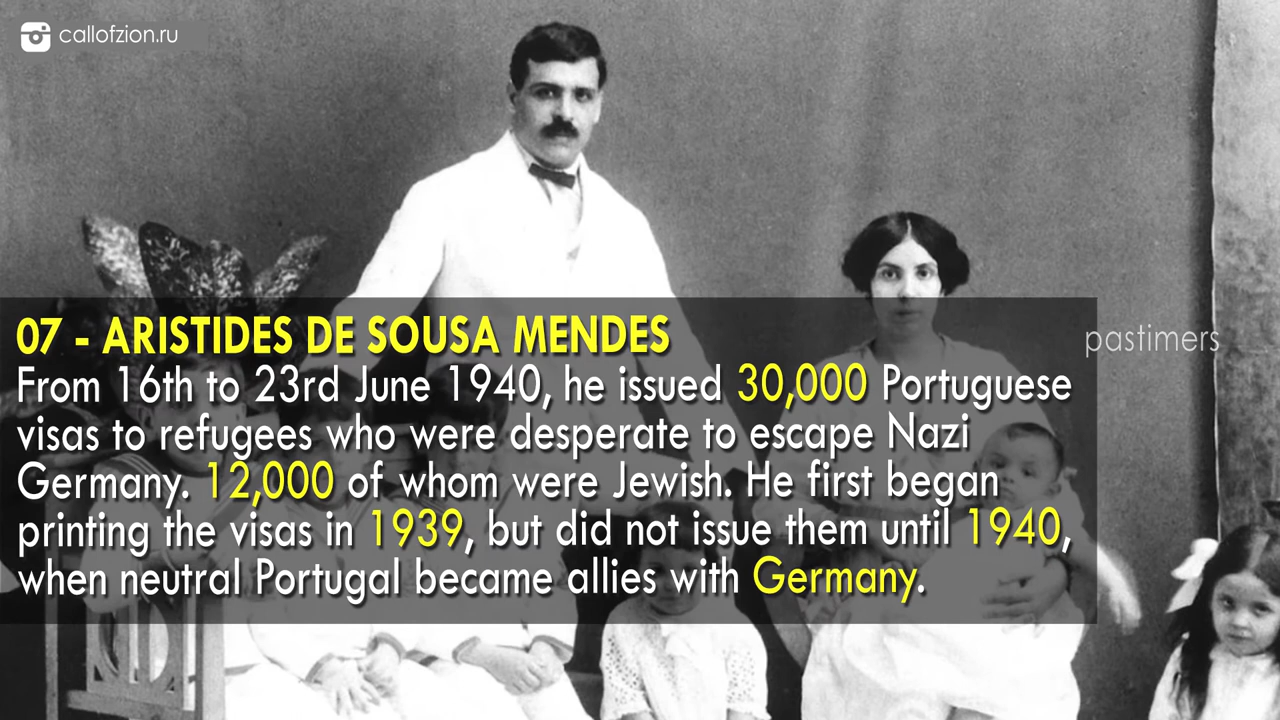 callofzion.ru
pastimers
07 - ARISTIDES DE SOUSA MENDES
From 16th to 23rd June 1940, he issued 30,000 Portuguese
visas to refugees who were desperate to escape Nazi
Germany. 12,000 of whom were Jewish. He first began
printing the visas in 1939, but did not issue them until 1940,
when neutral Portugal became allies with Germany.